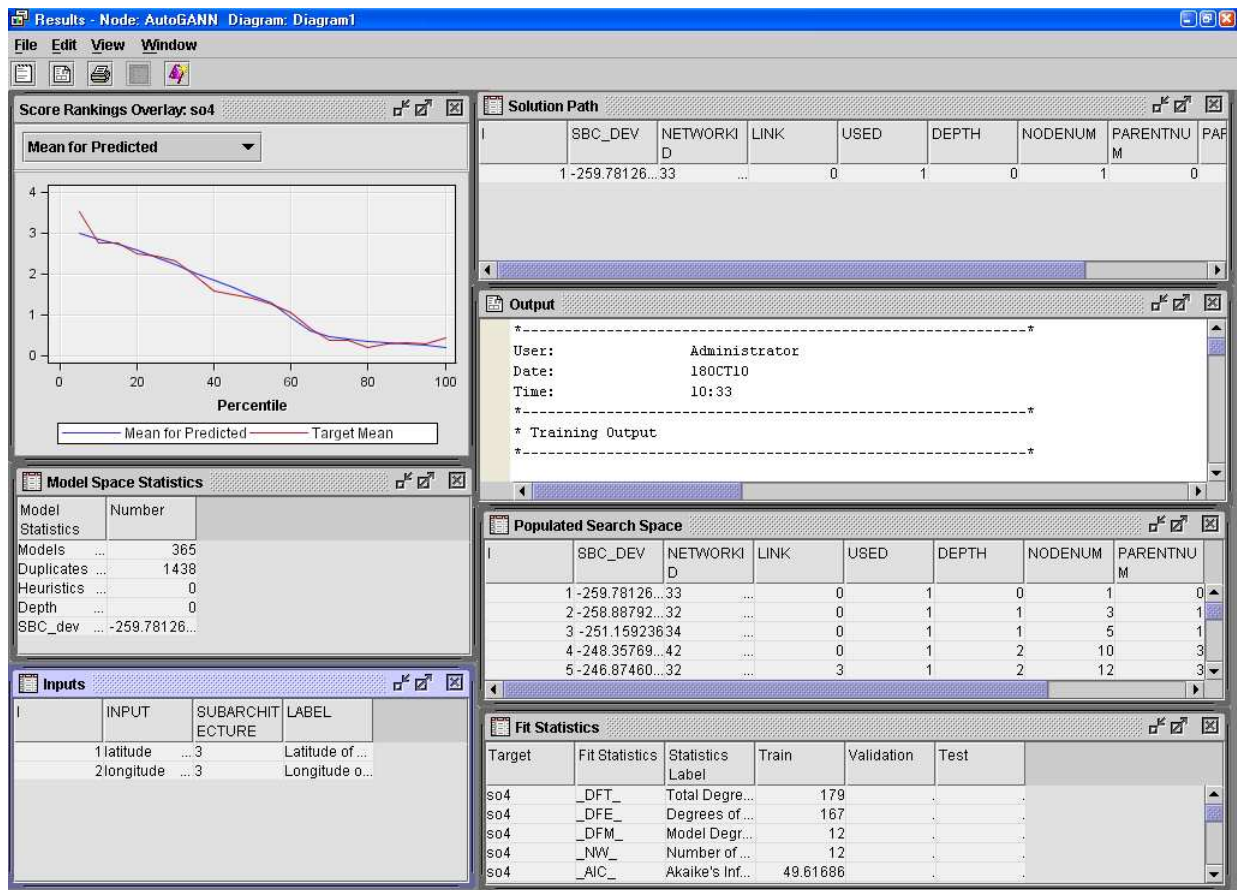 Results - Node: AutoGANN Diagram: Diagram1
File Edit View Window
Score Rankings Overlay: so4
Mean for Predicted
4
3
2
1
0
0 20 40 60 80 100
Percentile
Mean for Predicted Target Mean
Model Space Statistics
Model Statistics Number
Models ... 365
Duplicates ... 1438
Heuristics ... 0
Depth ... 0
SBC_dev ... -259.78126...
Inputs
I INPUT SUBARCHITECTURE LABEL
1 latitude ... 3 Latitude of ...
2 longitude ... 3 Longitude o...
Solution Path
I SBC_DEV NETWORKID LINK USED DEPTH NODENUM PARENTNUM PAR
1 -259.78126... 33 ... 0 1 0 1 0
Output
*------------------------------------------------------------*
User: Administrator
Date: 18OCT10
Time: 10:33
*------------------------------------------------------------*
* Training Output
*------------------------------------------------------------*
Populated Search Space
I SBC_DEV NETWORKID LINK USED DEPTH NODENUM PARENTNUM
1 -259.78126... 33 ... 0 1 0 1 0
2 -258.88792... 32 ... 0 1 1 3 1
3 -251.15923634 ... 0 1 1 5 1
4 -248.35769... 42 ... 0 1 2 10 3
5 -246.87460... 32 ... 3 1 2 12 3
Fit Statistics
Target Fit Statistics Statistics Label Train Validation Test
so4 _DFT_ Total Degre... 179 . .
so4 _DFE_ Degrees of ... 167 . .
so4 _DFM_ Model Degr... 12 . .
so4 _NW_ Number of ... 12 . .
so4 _AIC_ Akaike's Inf... 49.61686 . .